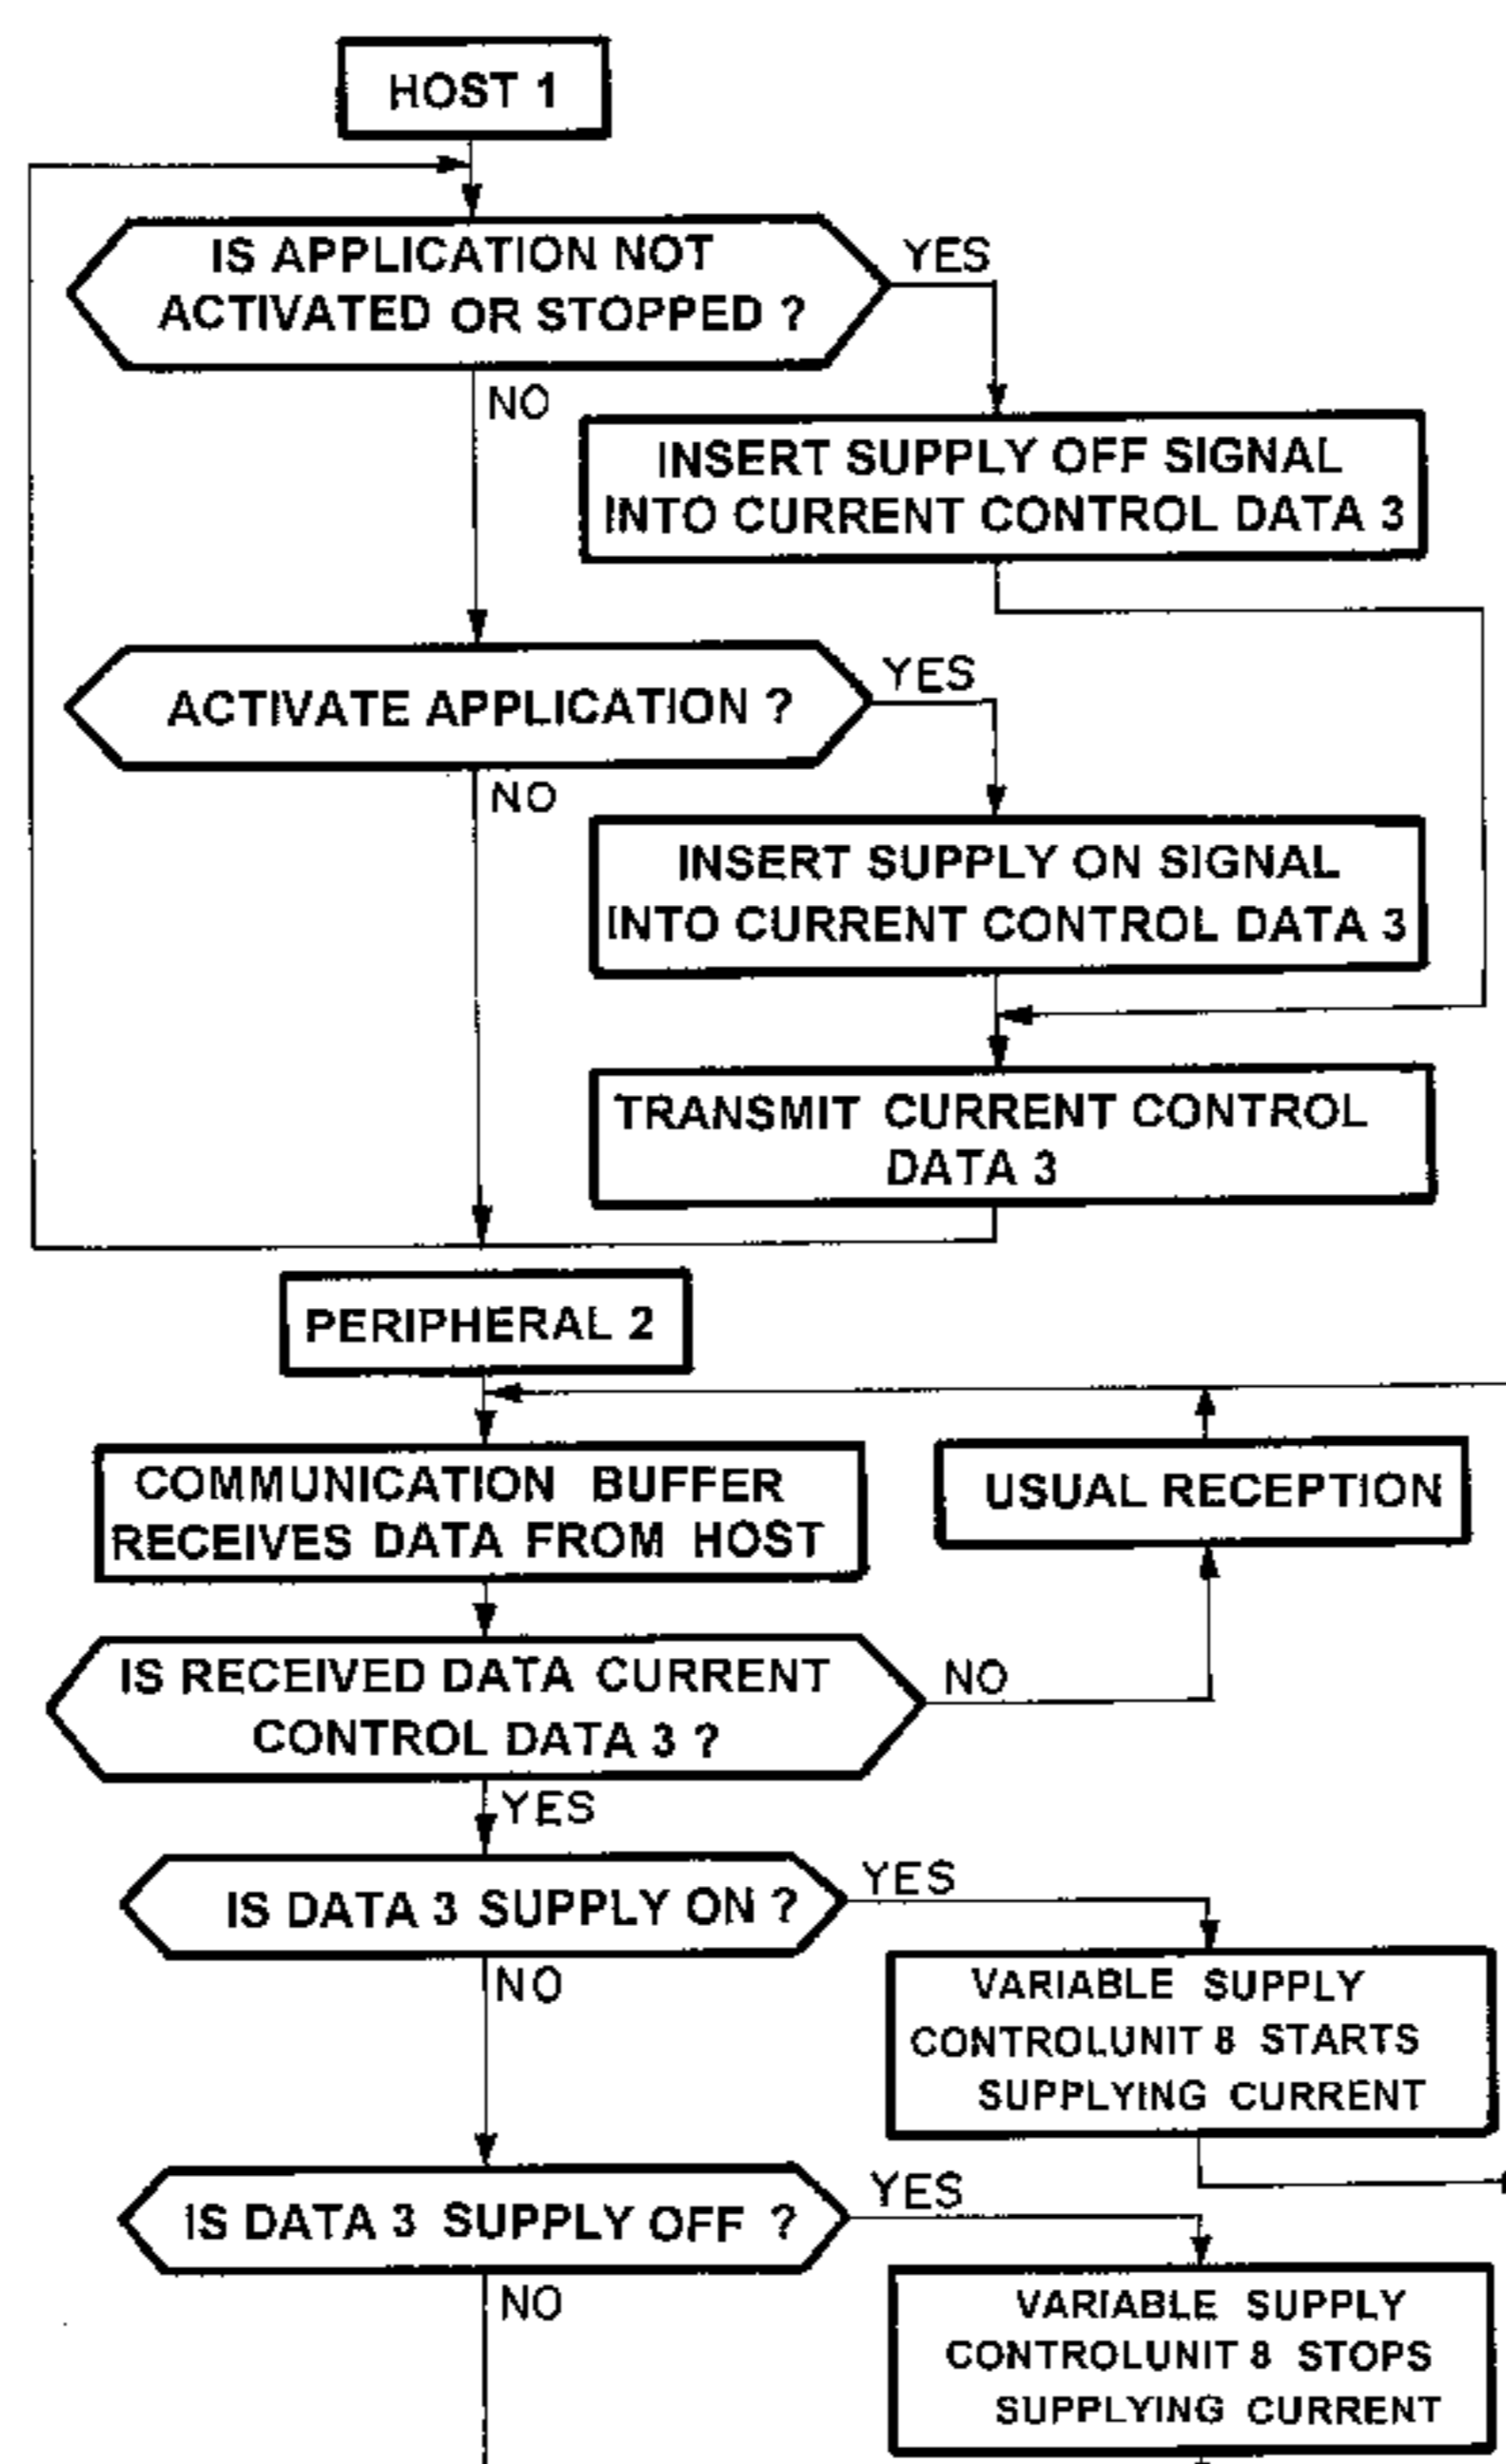 HOST 1
IS APPLICATION NOT
ACTIVATED OR STOPPED ?
YES
NO
INSERT SUPPLY OFF SIGNAL
INTO CURRENT CONTROL DATA 3
ACTIVATE APPLICATION ?
YES
NO
INSERT SUPPLY ON SIGNAL
INTO CURRENT CONTROL DATA 3
TRANSMIT CURRENT CONTROL
DATA 3
PERIPHERAL 2
COMMUNICATION BUFFER
RECEIVES DATA FROM HOST
USUAL RECEPTION
IS RECEIVED DATA CURRENT
CONTROL DATA 3 ?
NO
YES
IS DATA 3 SUPPLY ON ?
YES
NO
VARIABLE SUPPLY
CONTROLUNIT 8 STARTS
SUPPLYING CURRENT
IS DATA 3 SUPPLY OFF ?
YES
NO
VARIABLE SUPPLY
CONTROLUNIT 8 STOPS
SUPPLYING CURRENT